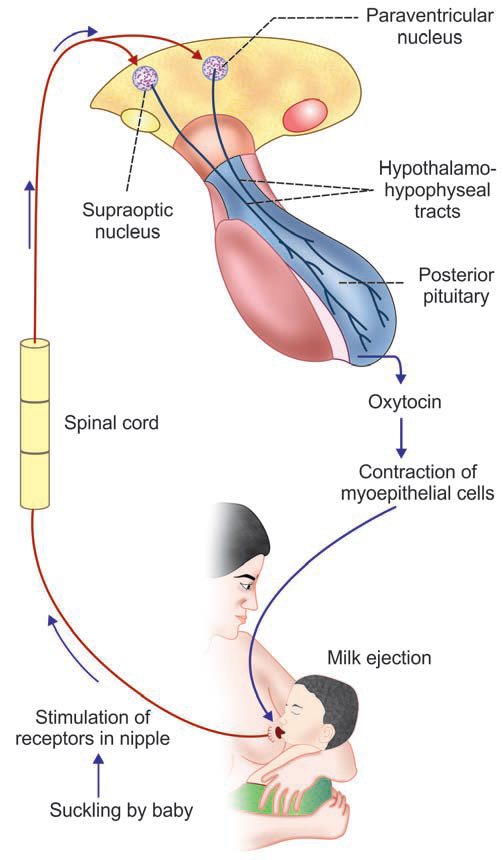 Paraventricular
nucleus
Supraoptic
nucleus
Hypothalamo-
hypophyseal
tracts
Posterior
pituitary
Oxytocin
Spinal cord
Contraction of
myoepithelial cells
Milk ejection
Stimulation of
receptors in nipple
Suckling by baby